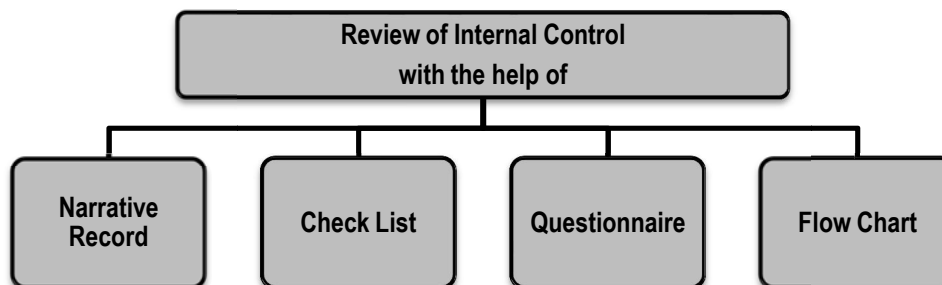 Review of Internal Control
with the help of
Narrative
Record
Check List
Questionnaire
Flow Chart